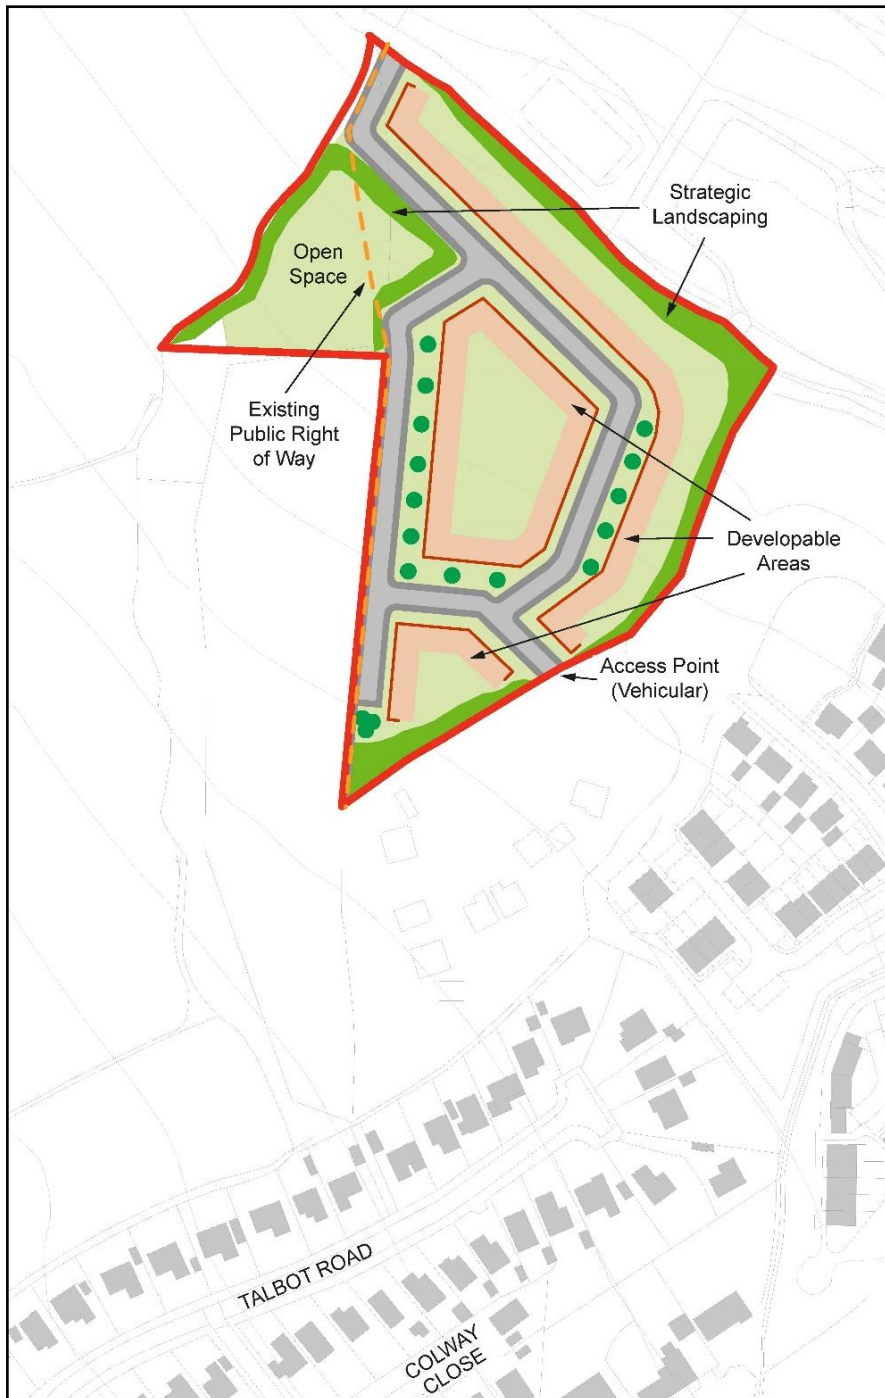 Strategic
Landscaping
Open
Space
Existing
Public Right
of Way
Developable
Areas
Access Point
(Vehicular)
TALBOT ROAD
COLWAY
CLOSE